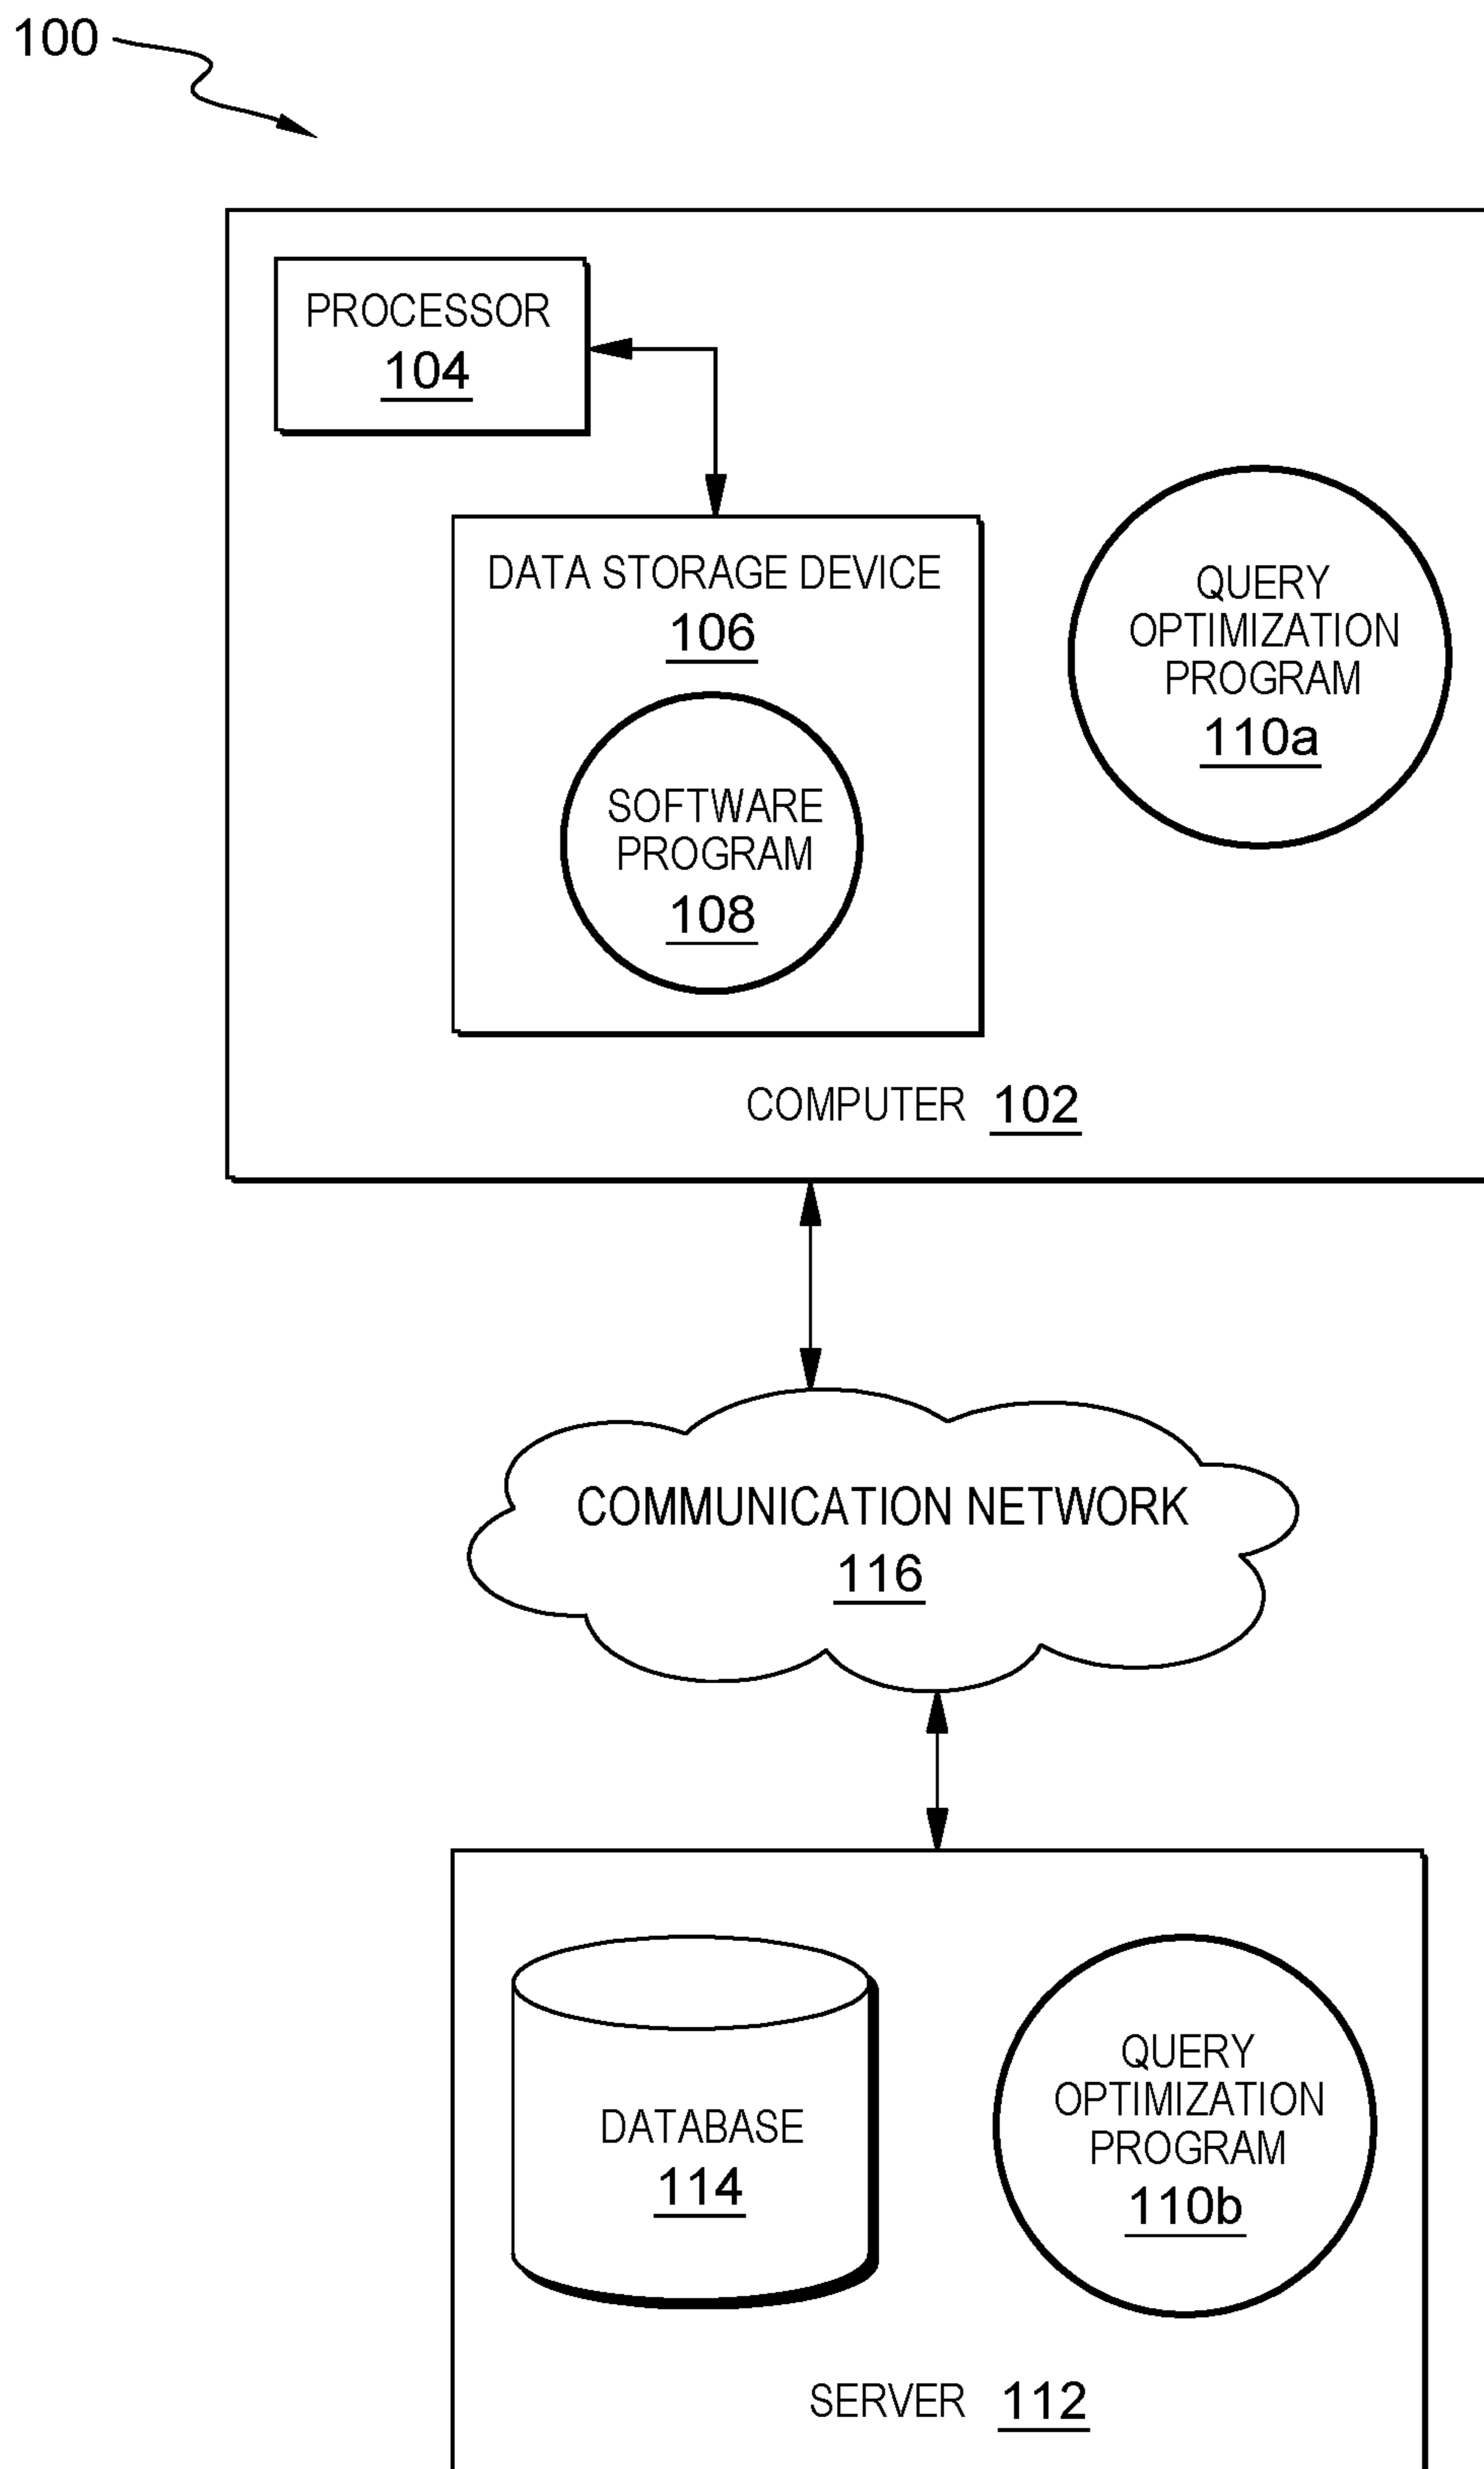 100
PROCESSOR
104
DATA STORAGE DEVICE
106
SOFTWARE
PROGRAM
108
QUERY
OPTIMIZATION
PROGRAM
110a
COMPUTER 102
COMMUNICATION NETWORK
116
DATABASE
114
QUERY
OPTIMIZATION
PROGRAM
110b
SERVER 112